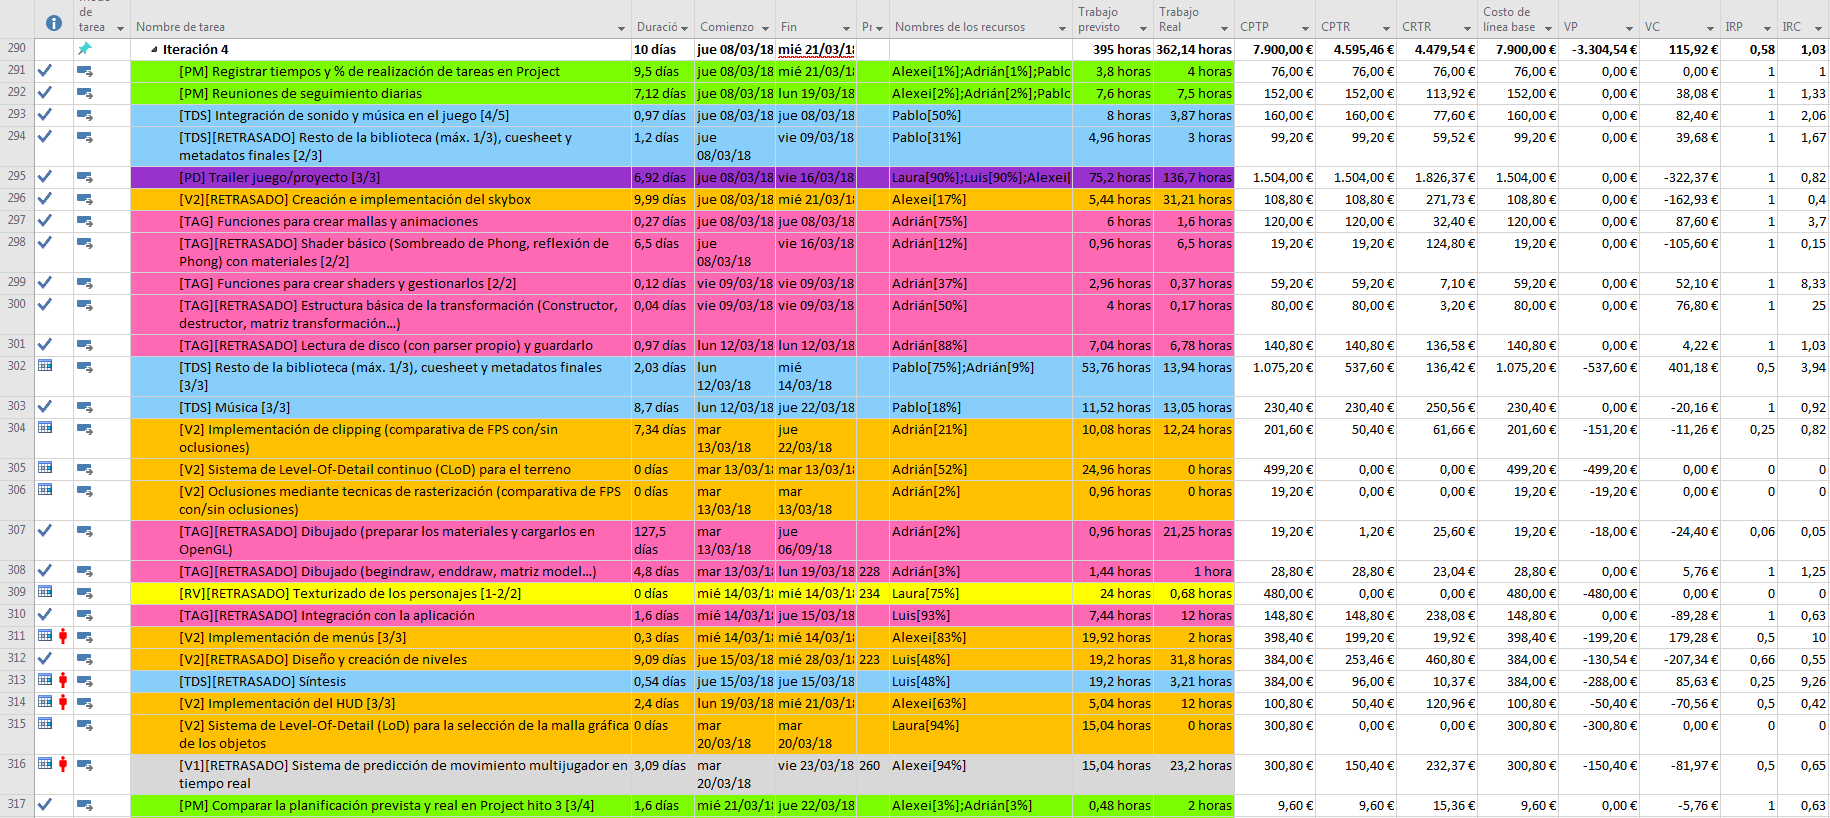 modo de tarea	Nombre de tarea	Duració	Comienzo	Fin	Pr	Nombres de los recursos	Trabajo previsto	Trabajo Real	CPTP	CPTR	CRTR	Costo de línea base	VP	VC	IRP	IRC
290	Iteración 4	10 días	jue 08/03/18	mié 21/03/18	395 horas	362,14 horas	7.900,00 €	4.595,46 €	4.479,54 €	7.900,00 €	-3.304,54 €	115,92 €	0,58	1,03
291	[PM] Registrar tiempos y % de realización de tareas en Project	9,5 días	jue 08/03/18	mié 21/03/18	Alexei[1%];Adrián[1%];Pablo	3,8 horas	4 horas	76,00 €	76,00 €	76,00 €	76,00 €	0,00 €	0,00 €	1	1
292	[PM] Reuniones de seguimiento diarias	7,12 días	jue 08/03/18	lun 19/03/18	Alexei[2%];Adrián[2%];Pablo	7,6 horas	7,5 horas	152,00 €	152,00 €	113,92 €	152,00 €	0,00 €	38,08 €	1	1,33
293	[TDS] Integración de sonido y música en el juego [4/5]	0,97 días	jue 08/03/18	jue 08/03/18	Pablo[50%]	8 horas	3,87 horas	160,00 €	160,00 €	77,60 €	160,00 €	0,00 €	82,40 €	1	2,06
294	[TDS][RETRASADO] Resto de la biblioteca (máx. 1/3), cuesheet y metadatos finales [2/3]	1,2 días	jue 08/03/18	vie 09/03/18	Pablo[31%]	4,96 horas	3 horas	99,20 €	99,20 €	59,52 €	99,20 €	0,00 €	39,68 €	1	1,67
295	[PD] Trailer juego/proyecto [3/3]	6,92 días	jue 08/03/18	vie 16/03/18	Laura[90%];Luis[90%];Alexei[	75,2 horas	136,7 horas	1.504,00 €	1.504,00 €	1.826,37 €	1.504,00 €	0,00 €	-322,37 €	1	0,82
296	[V2][RETRASADO] Creación e implementación del skybox	9,99 días	jue 08/03/18	mié 21/03/18	Alexei[17%]	5,44 horas	31,21 horas	108,80 €	108,80 €	271,73 €	108,80 €	0,00 €	-162,93 €	1	0,4
297	[TAG] Funciones para crear mallas y animaciones	0,27 días	jue 08/03/18	jue 08/03/18	Adrián[75%]	6 horas	1,6 horas	120,00 €	120,00 €	32,40 €	120,00 €	0,00 €	87,60 €	1	3,7
298	[TAG][RETRASADO] Shader básico (Sombreado de Phong, reflexión de Phong) con materiales [2/2]	6,5 días	jue 08/03/18	vie 16/03/18	Adrián[12%]	0,96 horas	6,5 horas	19,20 €	19,20 €	124,80 €	19,20 €	0,00 €	-105,60 €	1	0,15
299	[TAG] Funciones para crear shaders y gestionarlos [2/2]	0,12 días	vie 09/03/18	vie 09/03/18	Adrián[37%]	2,96 horas	0,37 horas	59,20 €	59,20 €	7,10 €	59,20 €	0,00 €	52,10 €	1	8,33
300	[TAG][RETRASADO] Estructura básica de la transformación (Constructor, destructor, matriz transformación...)	0,04 días	vie 09/03/18	vie 09/03/18	Adrián[50%]	4 horas	0,17 horas	80,00 €	80,00 €	3,20 €	80,00 €	0,00 €	76,80 €	1	25
301	[TAG][RETRASADO] Lectura de disco (con parser propio) y guardarlo	0,97 días	lun 12/03/18	lun 12/03/18	Adrián[88%]	7,04 horas	6,78 horas	140,80 €	140,80 €	136,58 €	140,80 €	0,00 €	4,22 €	1	1,03
302	[TDS] Resto de la biblioteca (máx. 1/3), cuesheet y metadatos finales [3/3]	2,03 días	lun 12/03/18	mié 14/03/18	Pablo[75%];Adrián[9%]	53,76 horas	13,94 horas	1.075,20 €	537,60 €	136,42 €	1.075,20 €	-537,60 €	401,18 €	0,5	3,94
303	[TDS] Música [3/3]	8,7 días	lun 12/03/18	jue 22/03/18	Pablo[18%]	11,52 horas	13,05 horas	230,40 €	230,40 €	250,56 €	230,40 €	0,00 €	-20,16 €	1	0,92
304	[V2] Implementación de clipping (comparativa de FPS con/sin oclusiones)	7,34 días	mar 13/03/18	jue 22/03/18	Adrián[21%]	10,08 horas	12,24 horas	201,60 €	50,40 €	61,66 €	201,60 €	-151,20 €	-11,26 €	0,25	0,82
305	[V2] Sistema de Level-Of-Detail continuo (CLoD) para el terreno	0 días	mar 13/03/18	mar 13/03/18	Adrián[52%]	24,96 horas	0 horas	499,20 €	0,00 €	0,00 €	499,20 €	-499,20 €	0,00 €	0	0
306	[V2] Oclusiones mediante tecnicas de rasterización (comparativa de FPS con/sin oclusiones)	0 días	mar 13/03/18	mar 13/03/18	Adrián[2%]	0,96 horas	0 horas	19,20 €	0,00 €	0,00 €	19,20 €	-19,20 €	0,00 €	0	0
307	[TAG][RETRASADO] Dibujado (preparar los materiales y cargarlos en OpenGL)	127,5 días	mar 13/03/18	jue 06/09/18	Adrián[2%]	0,96 horas	21,25 horas	19,20 €	1,20 €	25,60 €	19,20 €	-18,00 €	-24,40 €	0,06	0,05
308	[TAG][RETRASADO] Dibujado (begindraw, enddraw, matriz model...)	4,8 días	mar 13/03/18	lun 19/03/18	228	Adrián[3%]	1,44 horas	1 hora	28,80 €	28,80 €	23,04 €	28,80 €	0,00 €	5,76 €	1	1,25
309	[RV][RETRASADO] Texturizado de los personajes [1-2/2]	0 días	mié 14/03/18	mié 14/03/18	234	Laura[75%]	24 horas	0,68 horas	480,00 €	0,00 €	0,00 €	480,00 €	-480,00 €	0,00 €	0	0
310	[TAG][RETRASADO] Integración con la aplicación	1,6 días	mié 14/03/18	jue 15/03/18	Luis[93%]	7,44 horas	12 horas	148,80 €	148,80 €	238,08 €	148,80 €	0,00 €	-89,28 €	1	0,63
311	[V2] Implementación de menús [3/3]	0,3 días	mié 14/03/18	mié 14/03/18	Alexei[83%]	19,92 horas	2 horas	398,40 €	199,20 €	19,92 €	398,40 €	-199,20 €	179,28 €	0,5	10
312	[V2][RETRASADO] Diseño y creación de niveles	9,09 días	jue 15/03/18	mié 28/03/18	223	Luis[48%]	19,2 horas	31,8 horas	384,00 €	253,46 €	460,80 €	384,00 €	-130,54 €	-207,34 €	0,66	0,55
313	[TDS][RETRASADO] Síntesis	0,54 días	jue 15/03/18	jue 15/03/18	Luis[48%]	19,2 horas	3,21 horas	384,00 €	96,00 €	10,37 €	384,00 €	-288,00 €	85,63 €	0,25	9,26
314	[V2] Implementación del HUD [3/3]	2,4 días	lun 19/03/18	mié 21/03/18	Alexei[63%]	5,04 horas	12 horas	100,80 €	50,40 €	120,96 €	100,80 €	-50,40 €	-70,56 €	0,5	0,42
315	[V2] Sistema de Level-Of-Detail (LoD) para la selección de la malla gráfica de los objetos	0 días	mar 20/03/18	mar 20/03/18	Laura[94%]	15,04 horas	0 horas	300,80 €	0,00 €	0,00 €	300,80 €	-300,80 €	0,00 €	0	0
316	[V1][RETRASADO] Sistema de predicción de movimiento multijugador en tiempo real	3,09 días	mar 20/03/18	vie 23/03/18	260	Alexei[94%]	15,04 horas	23,2 horas	300,80 €	150,40 €	232,37 €	300,80 €	-150,40 €	-81,97 €	0,5	0,65
317	[PM] Comparar la planificación prevista y real en Project hito 3 [3/4]	1,6 días	mié 21/03/18	jue 22/03/18	Alexei[3%];Adrián[3%]	0,48 horas	2 horas	9,60 €	9,60 €	15,36 €	9,60 €	0,00 €	-5,76 €	1	0,63